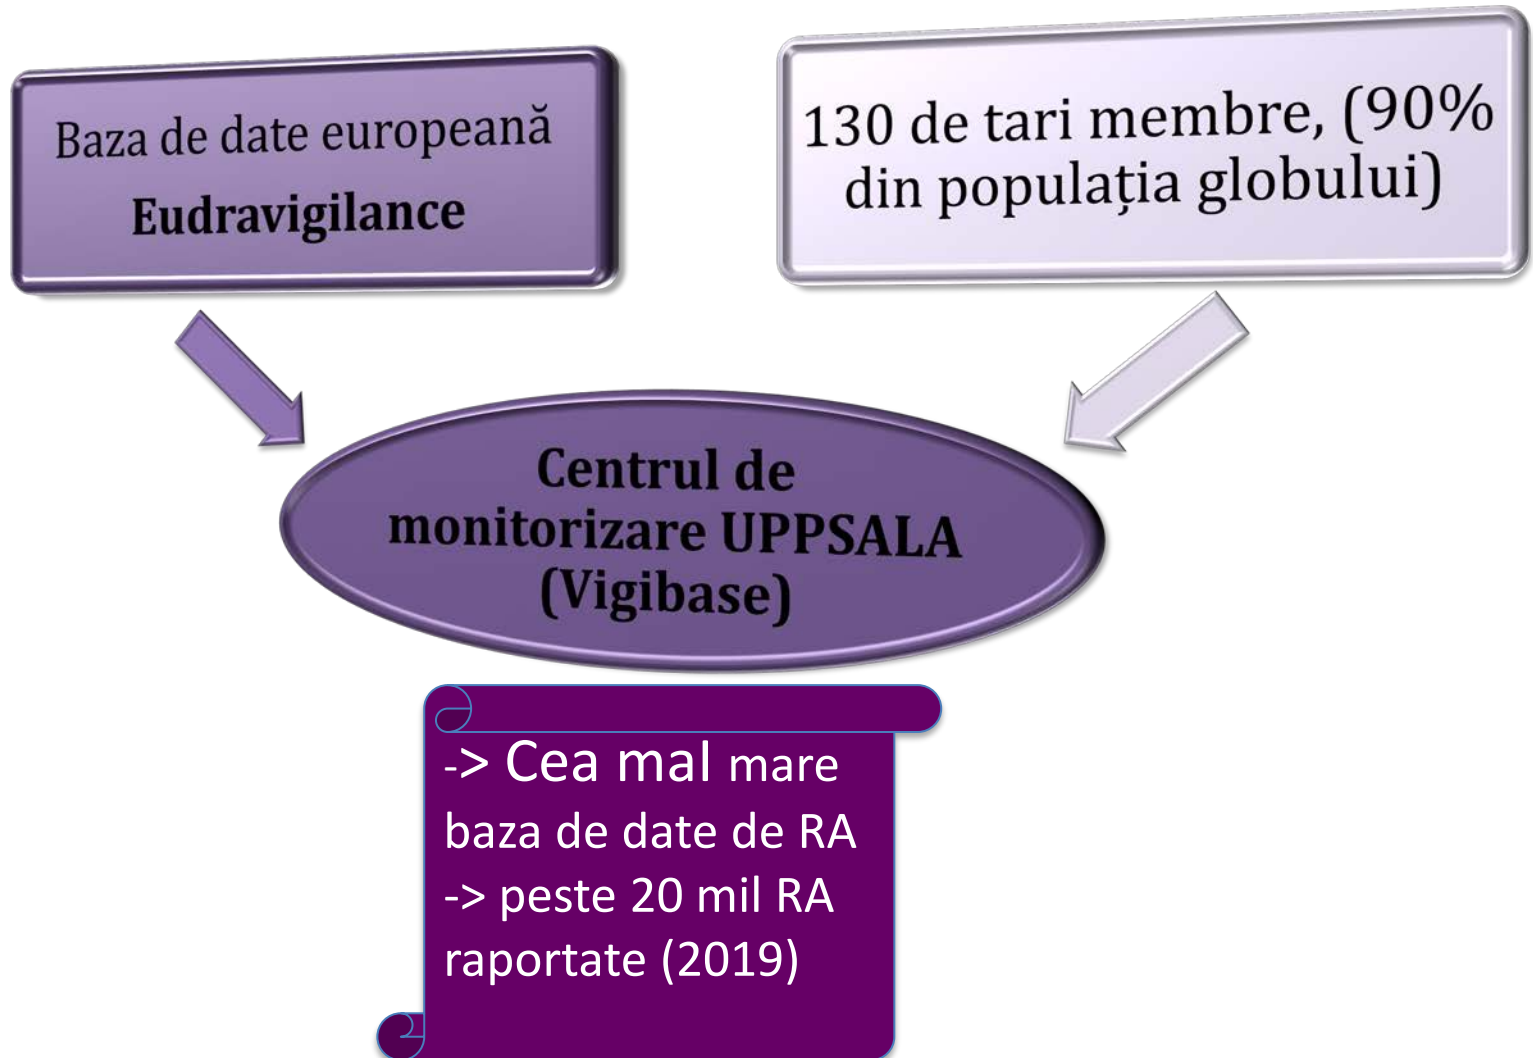 Baza de date europeană
Eudravigilance
130 de tari membre, (90%
din populația globului)
Centrul de
monitorizare UPPSALA
(Vigibase)
-> Cea mal mare
baza de date de RA
-> peste 20 mil RA
raportate (2019)